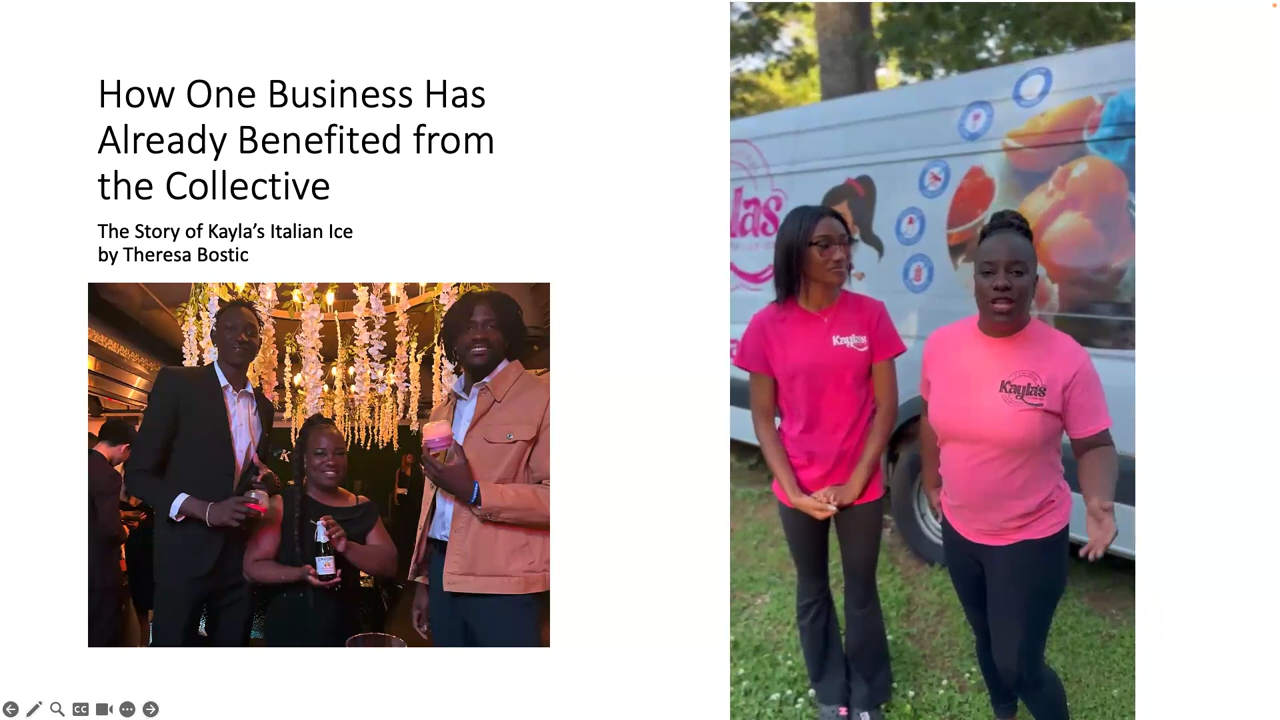 How One Business Has
Already Benefited from
the Collective
The Story of Kayla's Italian Ice
by Theresa Bostic
Kayla's
Kayla's
CC